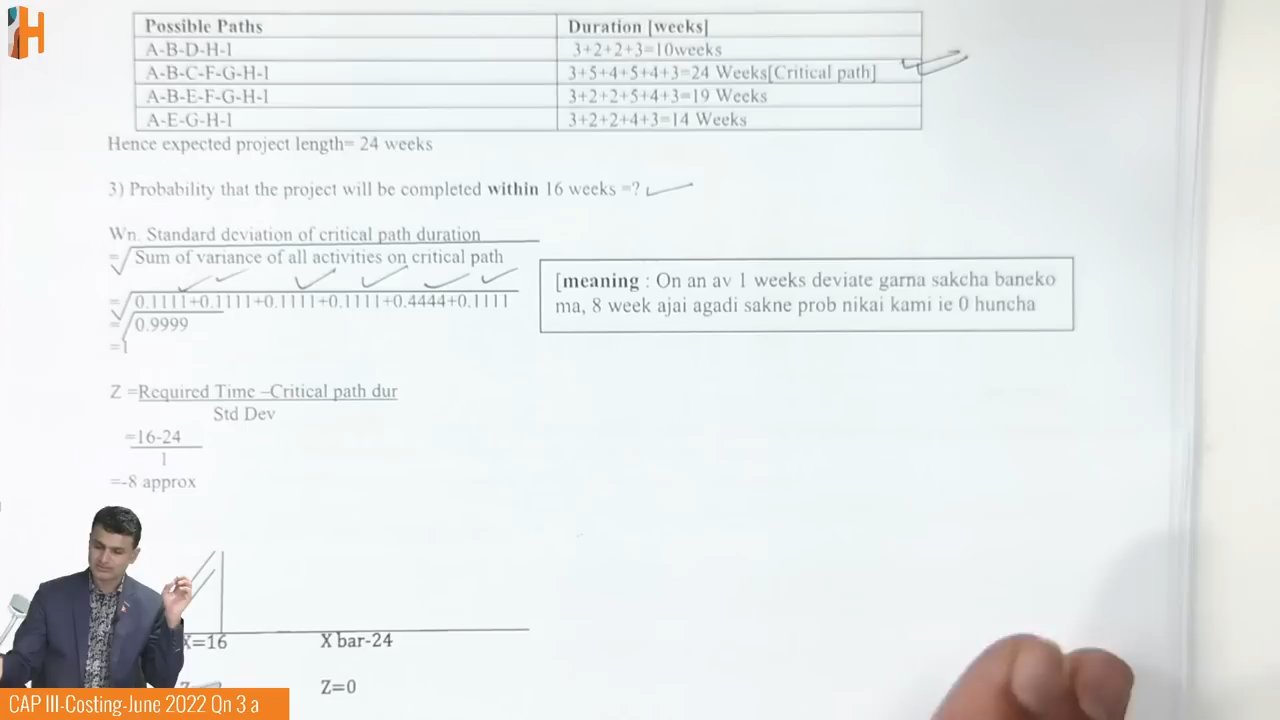 H
Possible Paths Duration [weeks]
A-B-D-H-I 3+2+2+3=10weeks
A-B-C-F-G-H-I 3+5+4+5+4+3=24 Weeks[Critical path]
A-B-E-F-G-H-I 3+2+2+5+4+3=19 Weeks
A-E-G-H-I 3+2+2+4+3=14 Weeks
Hence expected project length= 24 weeks
3) Probability that the project will be completed within 16 weeks =?
Wn. Standard deviation of critical path duration
=√Sum of variance of all activities on critical path
=√0.1111+0.1111+0.1111+0.1111+0.4444+0.1111
=√0.9999
=1
[meaning : On an av 1 weeks deviate garna sakcha baneko
ma, 8 week ajai agadi sakne prob nikai kami ie 0 huncha
Z =Required Time –Critical path dur
Std Dev
=16-24
1
=-8 approx
X=16 X bar-24
Z=0
CAP III-Costing-June 2022 Qn 3 a